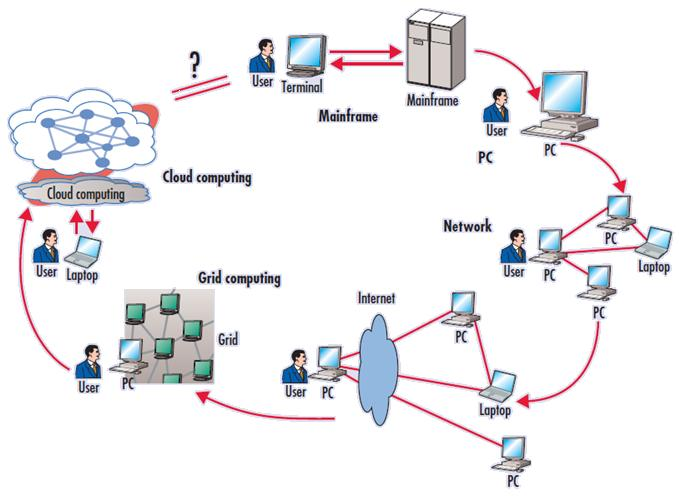 ?
User
Terminal
Mainframe
Mainframe
User
PC
PC
Cloud computing
Cloud computing
User
Laptop
Network
User
PC
PC
Laptop
PC
Grid computing
Grid
User
PC
Internet
User
PC
PC
Laptop
PC